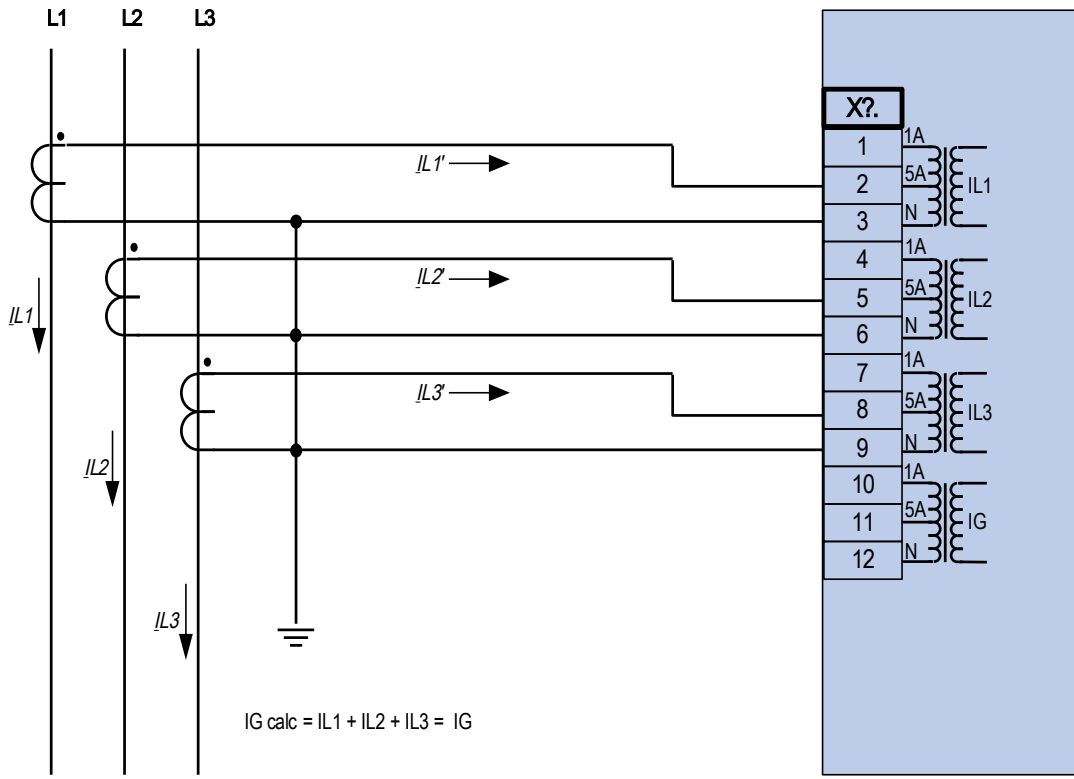 L1 L2 L3
X?.
1 1A
2 5A IL1
3 N
4 1A
5 5A IL2
6 N
7 1A
8 5A IL3
9 N
10 1A
11 5A IG
12 N
IL1'
IL2'
IL3'
IL1
IL2
IL3
IG calc = IL1 + IL2 + IL3 = IG